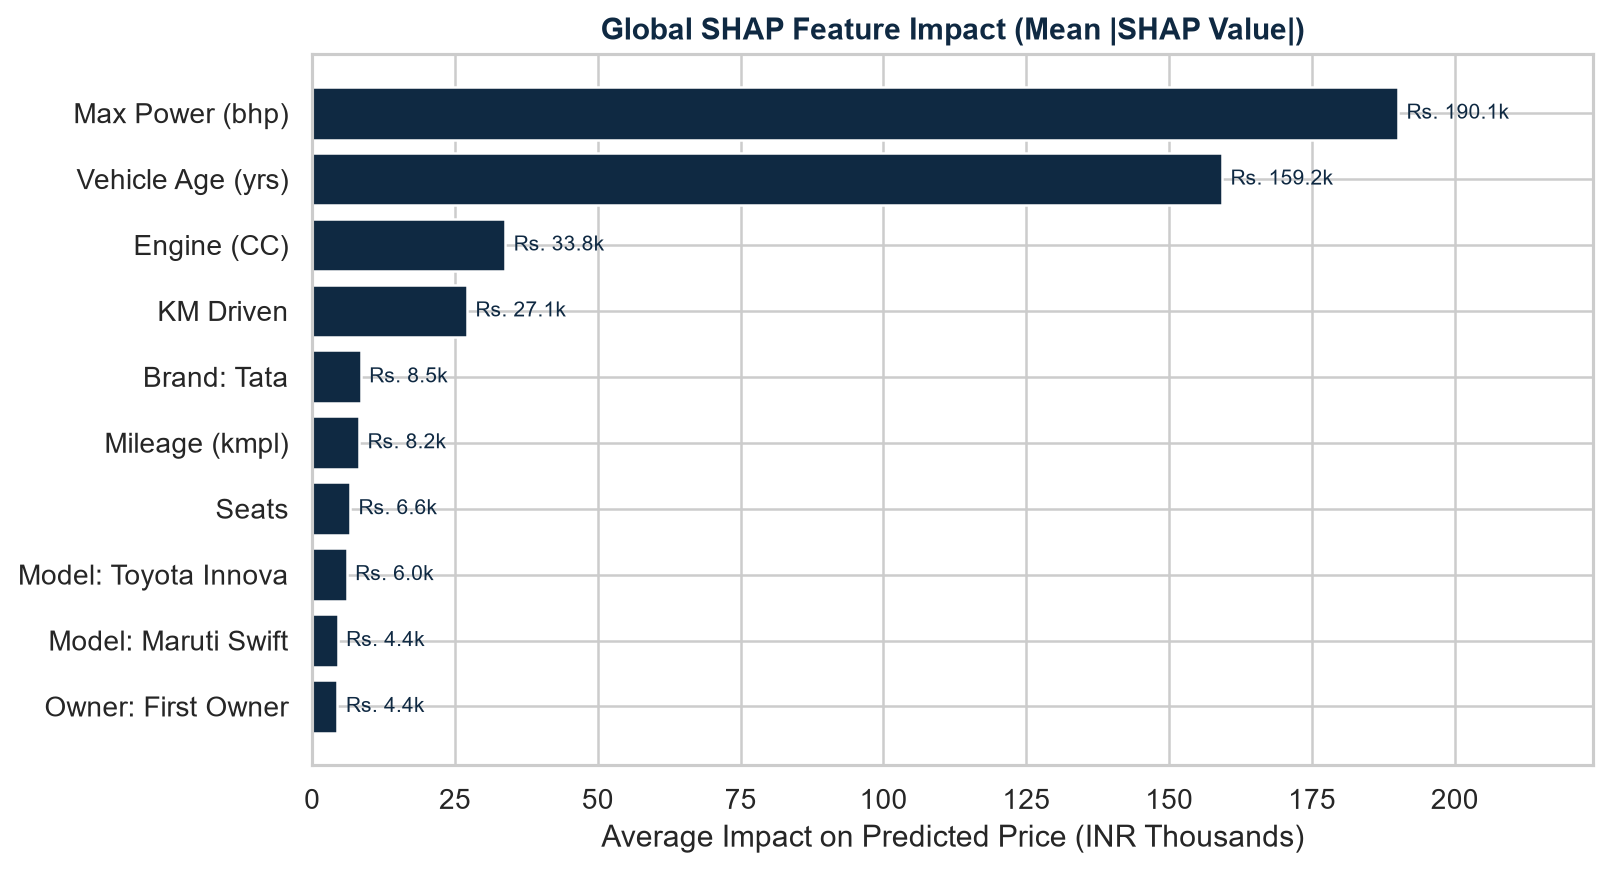 Global SHAP Feature Impact (Mean |SHAP Value|)
Max Power (bhp) Rs. 190.1k
Vehicle Age (yrs) Rs. 159.2k
Engine (CC) Rs. 33.8k
KM Driven Rs. 27.1k
Brand: Tata Rs. 8.5k
Mileage (kmpl) Rs. 8.2k
Seats Rs. 6.6k
Model: Toyota Innova Rs. 6.0k
Model: Maruti Swift Rs. 4.4k
Owner: First Owner Rs. 4.4k
0 25 50 75 100 125 150 175 200
Average Impact on Predicted Price (INR Thousands)